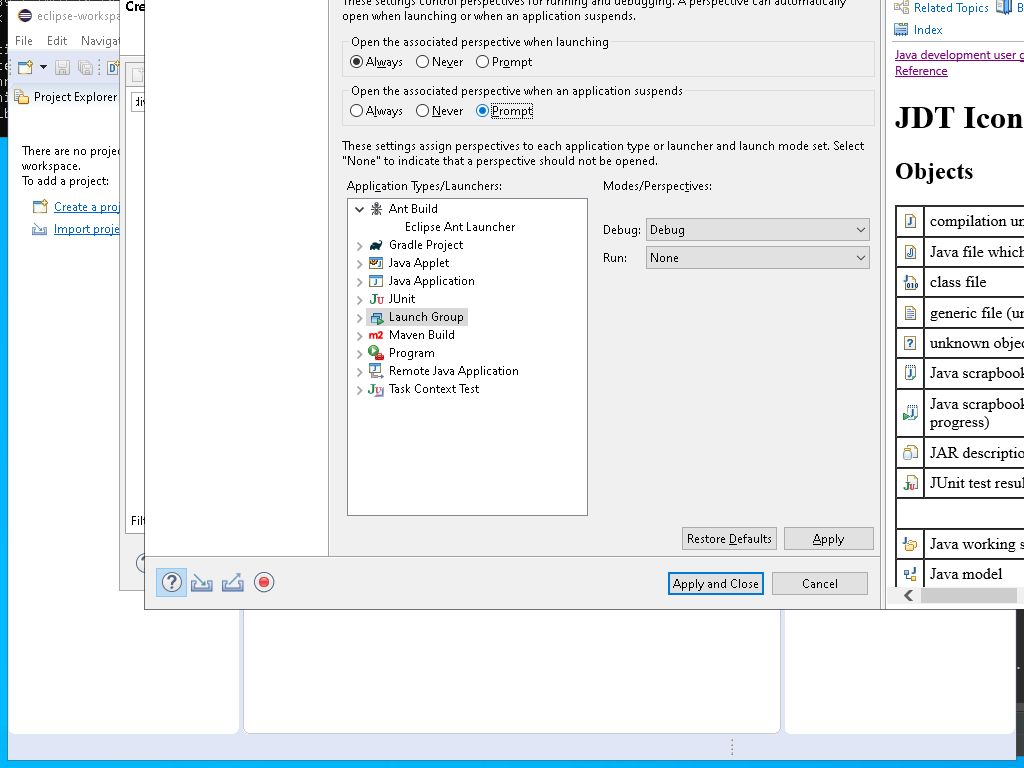 eclipse-workspa
Cre
These settings control perspectives for running and debugging. A perspective can automatically
open when launching or when an application suspends.
Related Topics
File Edit Navigat
Index
Open the associated perspective when launching
Always Never Prompt
Java development user g
Reference
Open the associated perspective when an application suspends
Always Never Prompt
Project Explorer
JDT Icon
These settings assign perspectives to each application type or launcher and launch mode set. Select
"None" to indicate that a perspective should not be opened.
There are no projec
workspace.
To add a project:
Create a proj
Import proje
Objects
Application Types/Launchers:
Modes/Perspectives:
Ant Build
Eclipse Ant Launcher
Gradle Project
Java Applet
Java Application
JUnit
Launch Group
Maven Build
Program
Remote Java Application
Task Context Test
Debug: Debug
Run: None
compilation un
Java file which
class file
generic file (un
unknown objec
Java scrapbook
Java scrapbook
progress)
JAR descriptio
JUnit test resul
Java working s
Java model
Filt
Restore Defaults Apply
Apply and Close Cancel